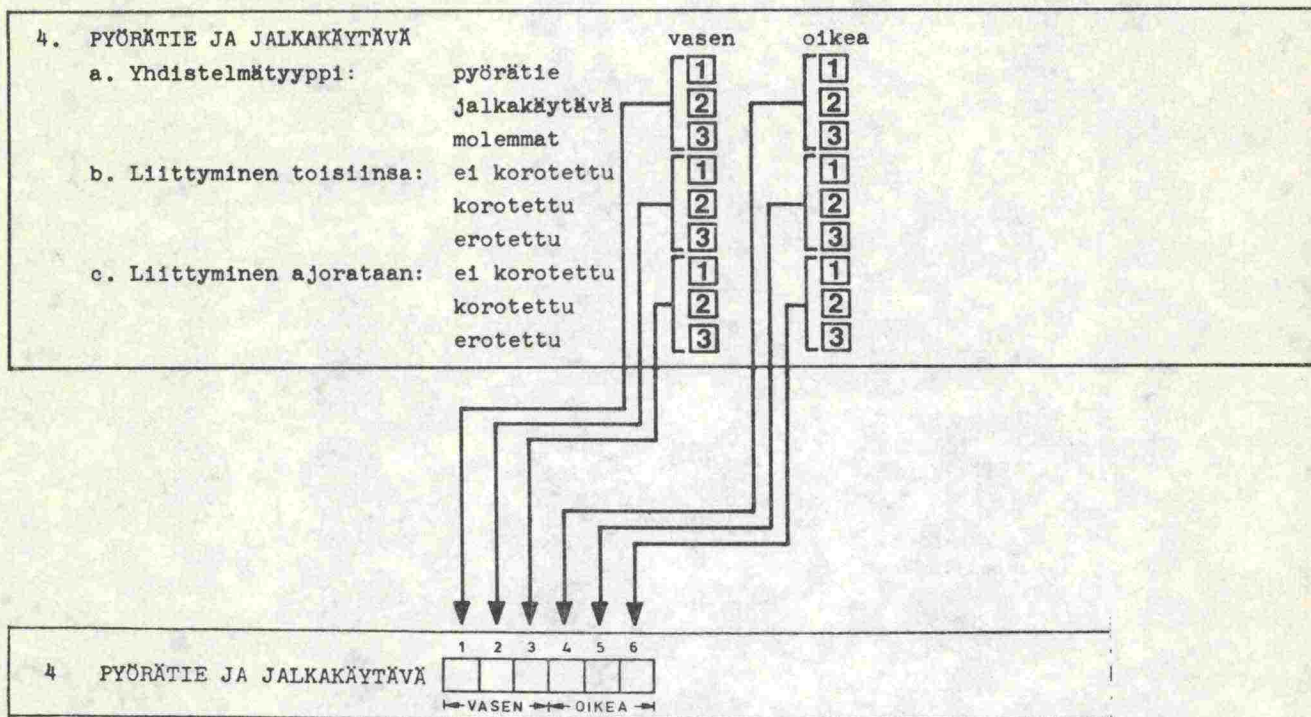 4. PYÖRÄTIE JA JALKAKÄYTÄVÄ vasen oikea
a. Yhdistelmätyyppi: pyörätie 1 1
jalkakäytävä 2 2
molemmat 3 3
b. Liittyminen toisiinsa: ei korotettu 1 1
korotettu 2 2
erotettu 3 3
c. Liittyminen ajorataan: ei korotettu 1 1
korotettu 2 2
erotettu 3 3
1 2 3 4 5 6
4 PYÖRÄTIE JA JALKAKÄYTÄVÄ
VASEN OIKEA